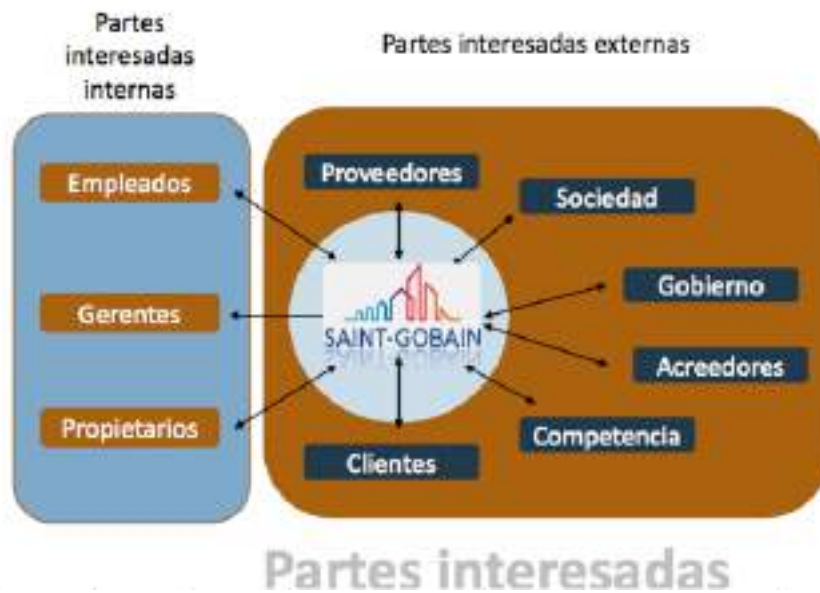 Partes
interesadas
internas
Partes interesadas externas
Empleados
Gerentes
Propietarios
Proveedores
Sociedad
Gobierno
Acreedores
Competencia
Clientes
SAINT-GOBAIN
Partes interesadas